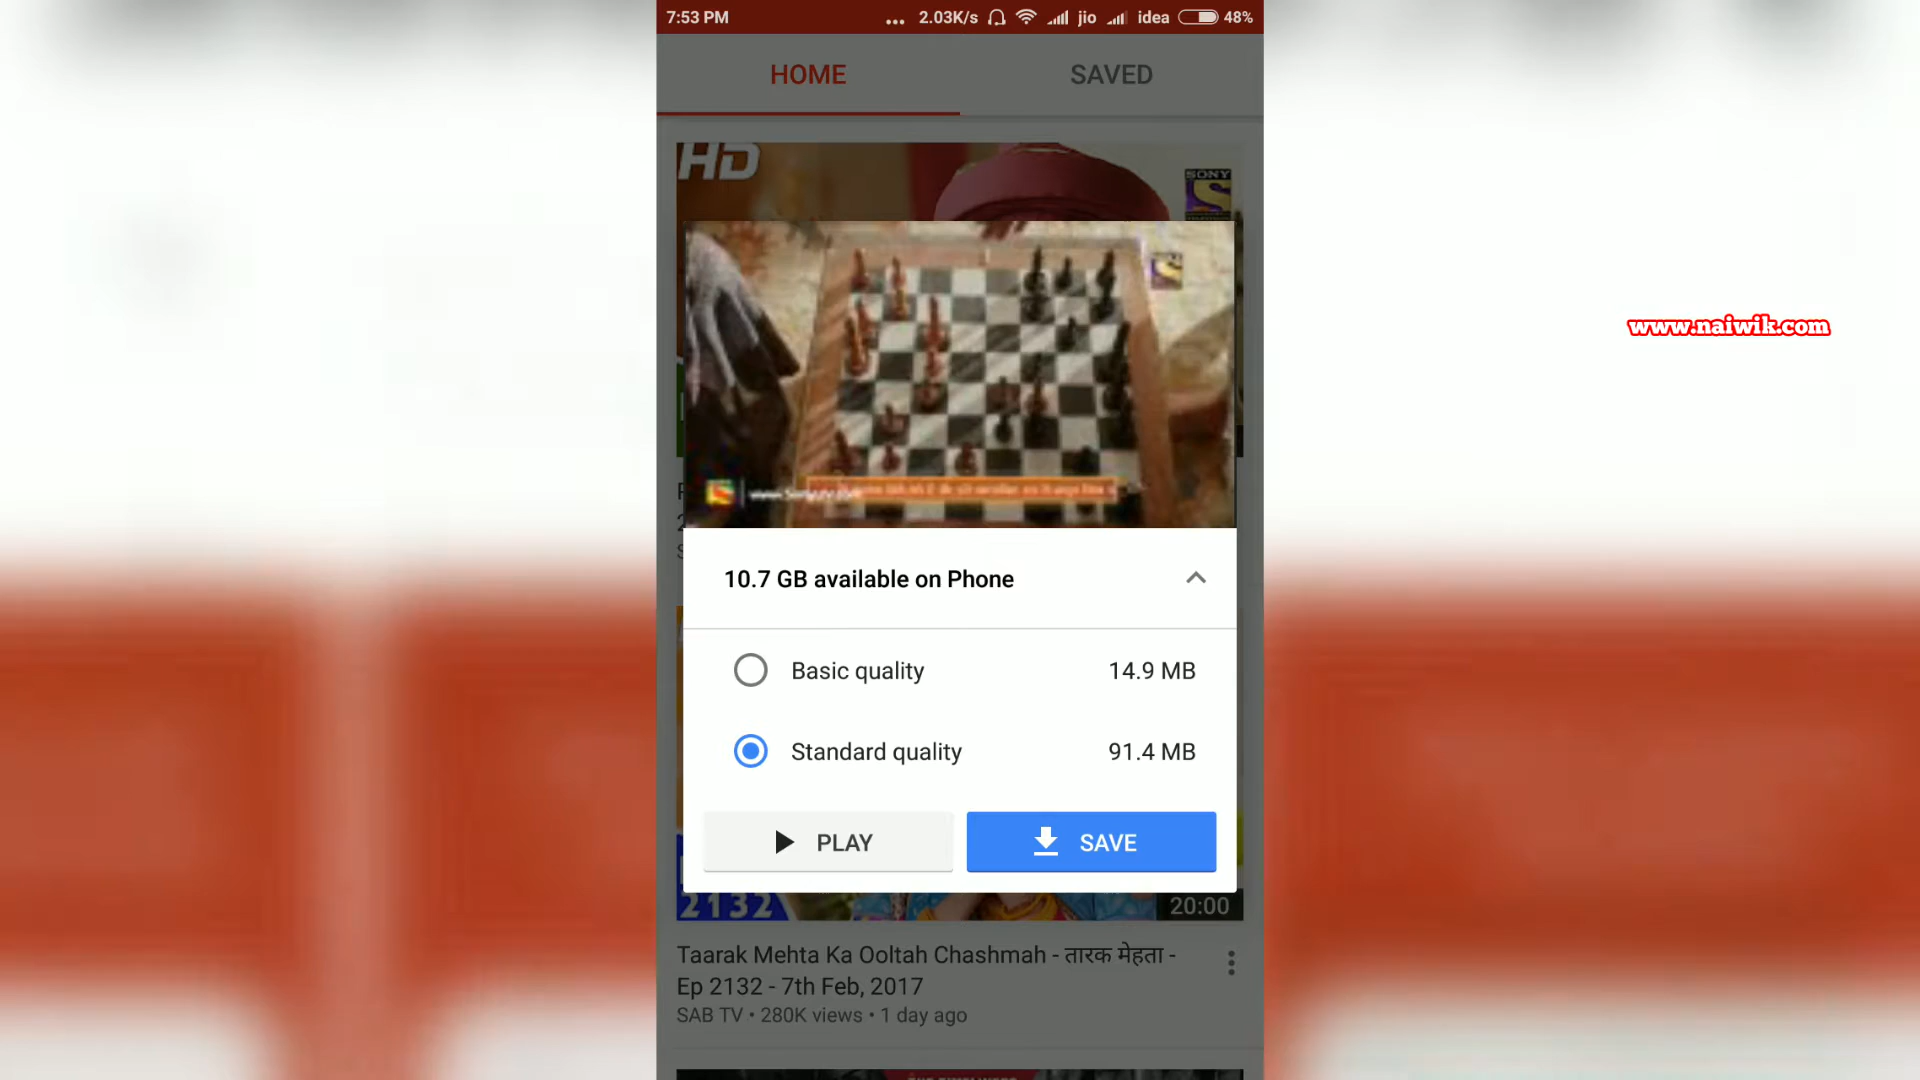 7:53 PM ... 2.03K/s jio idea 48%
HOME SAVED
HD
SONY
www.naiwik.com
10.7 GB available on Phone
Basic quality 14.9 MB
Standard quality 91.4 MB
PLAY SAVE
2132
20:00
Taarak Mehta Ka Ooltah Chashmah - तारक मेहता -
Ep 2132 - 7th Feb, 2017
SAB TV • 280K views • 1 day ago